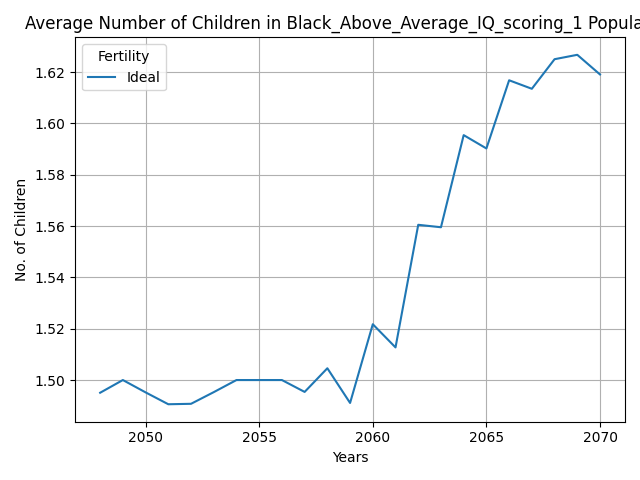 Average Number of Children in Black_Above_Average_IQ_scoring_1 Popula
Fertility
Ideal
1.62
1.60
1.58
1.56
1.54
1.52
1.50
No. of Children
2050 2055 2060 2065 2070
Years